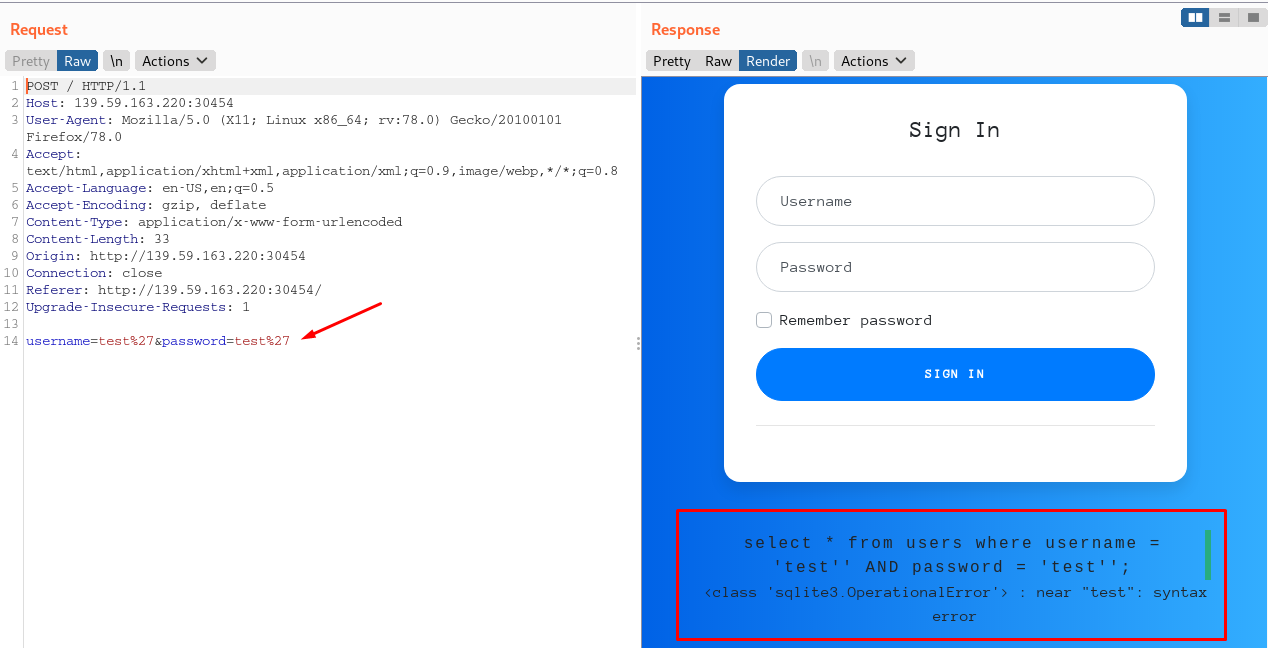 Request
Pretty Raw \n Actions
1 POST / HTTP/1.1
2 Host: 139.59.163.220:30454
3 User-Agent: Mozilla/5.0 (X11; Linux x86_64; rv:78.0) Gecko/20100101
Firefox/78.0
4 Accept:
text/html,application/xhtml+xml,application/xml;q=0.9,image/webp,*/*;q=0.8
5 Accept-Language: en-US,en;q=0.5
6 Accept-Encoding: gzip, deflate
7 Content-Type: application/x-www-form-urlencoded
8 Content-Length: 33
9 Origin: http://139.59.163.220:30454
10 Connection: close
11 Referer: http://139.59.163.220:30454/
12 Upgrade-Insecure-Requests: 1
13
14 username=test%27&password=test%27
Response
Pretty Raw Render \n Actions
Sign In
Username
Password
Remember password
SIGN IN
select * from users where username =
'test'' AND password = 'test'';
<class 'sqlite3.OperationalError'> : near "test": syntax
error